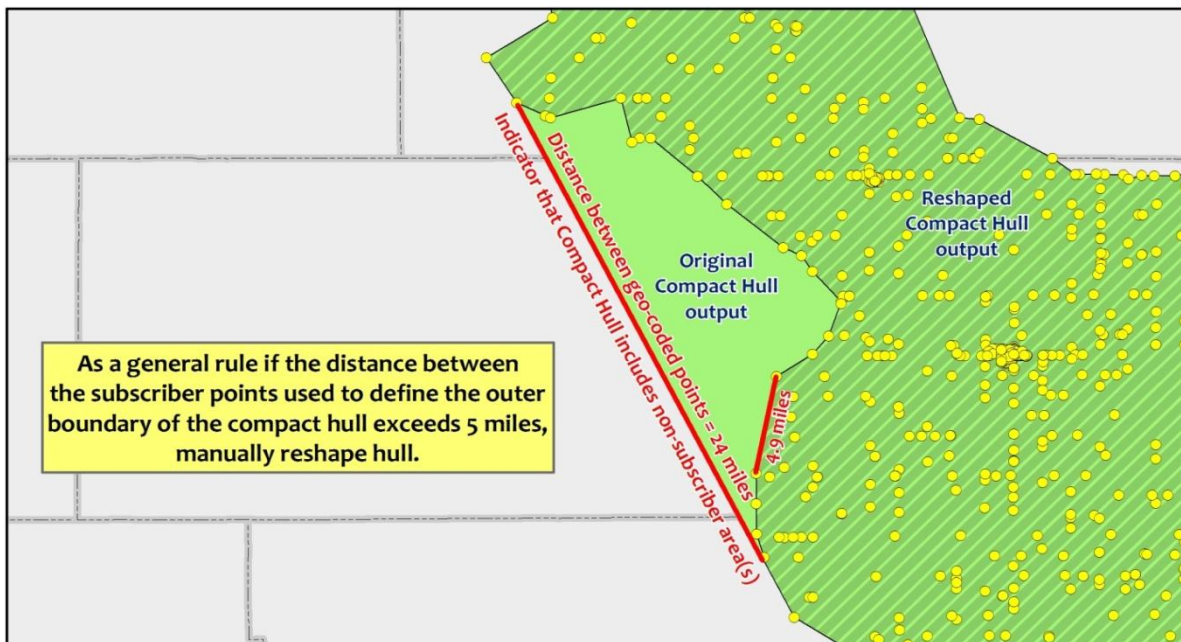 Distance between geo-coded points = 24 miles
Indicator that Compact Hull includes non-subscriber area(s)
Reshaped
Compact Hull
output
Original
Compact Hull
output
As a general rule if the distance between
the subscriber points used to define the outer
boundary of the compact hull exceeds 5 miles,
manually reshape hull.
4.9 miles